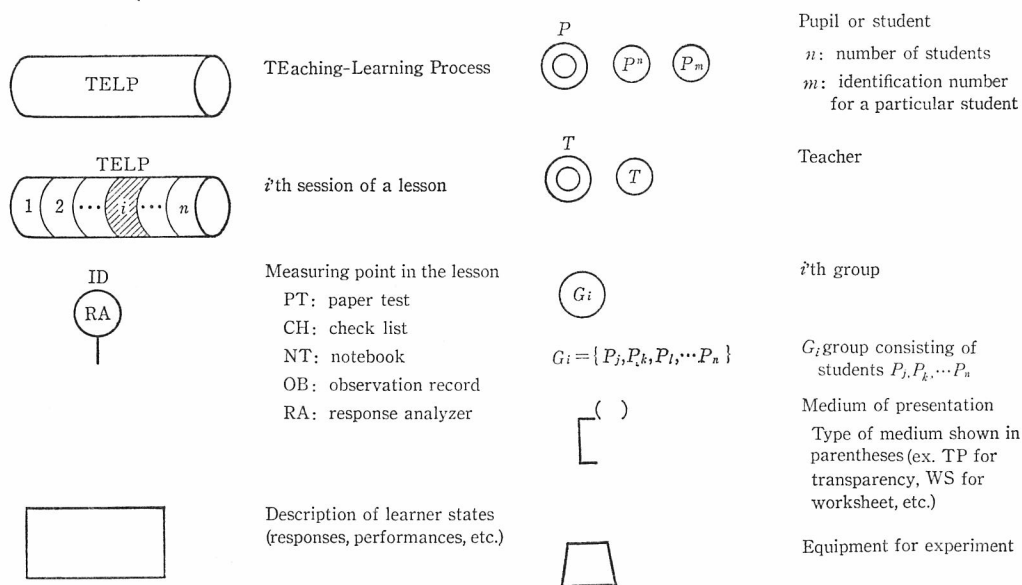 TELP
TEaching-Learning Process
TELP
1 2 ··· i ··· n
i'th session of a lesson
ID
RA
Measuring point in the lesson
PT: paper test
CH: check list
NT: notebook
OB: observation record
RA: response analyzer
Description of learner states
(responses, performances, etc.)
P
Pⁿ
Pₘ
Pupil or student
n: number of students
m: identification number
for a particular student
T
T
Teacher
Gi
i'th group
Gi={Pj,Pk,Pl,···Pn}
Gi group consisting of
students Pj,Pk,···Pn
( )
Medium of presentation
Type of medium shown in
parentheses (ex. TP for
transparency, WS for
worksheet, etc.)
Equipment for experiment